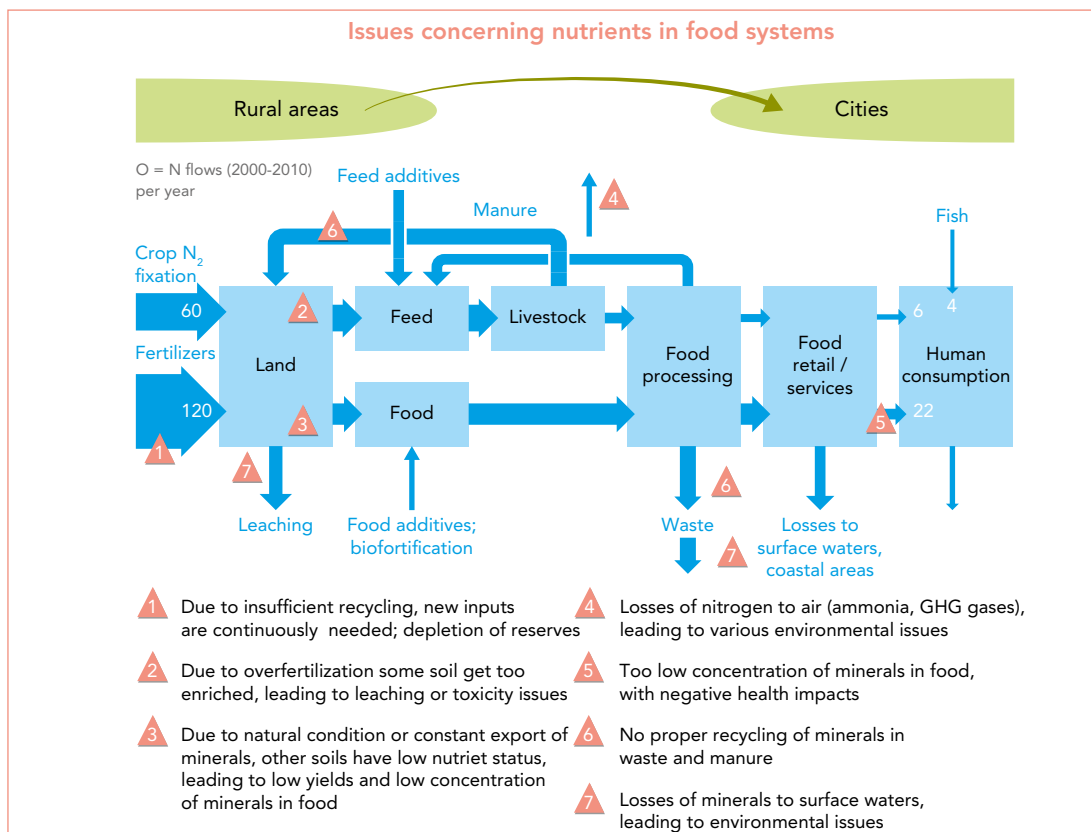 Issues concerning nutrients in food systems
Rural areas
Cities
O = N flows (2000-2010)
per year
Feed additives
Manure
4
6
Fish
Crop N2
fixation
60
2
Feed
Livestock
6
4
Fertilizers
Land
Food
processing
Food
retail /
services
Human
consumption
120
3
Food
5
22
1
7
6
Leaching
Food additives;
biofortification
Waste
7
Losses to
surface waters,
coastal areas
1 Due to insufficient recycling, new inputs
are continuously needed; depletion of reserves
2 Due to overfertilization some soil get too
enriched, leading to leaching or toxicity issues
3 Due to natural condition or constant export of
minerals, other soils have low nutriet status,
leading to low yields and low concentration
of minerals in food
4 Losses of nitrogen to air (ammonia, GHG gases),
leading to various environmental issues
5 Too low concentration of minerals in food,
with negative health impacts
6 No proper recycling of minerals in
waste and manure
7 Losses of minerals to surface waters,
leading to environmental issues